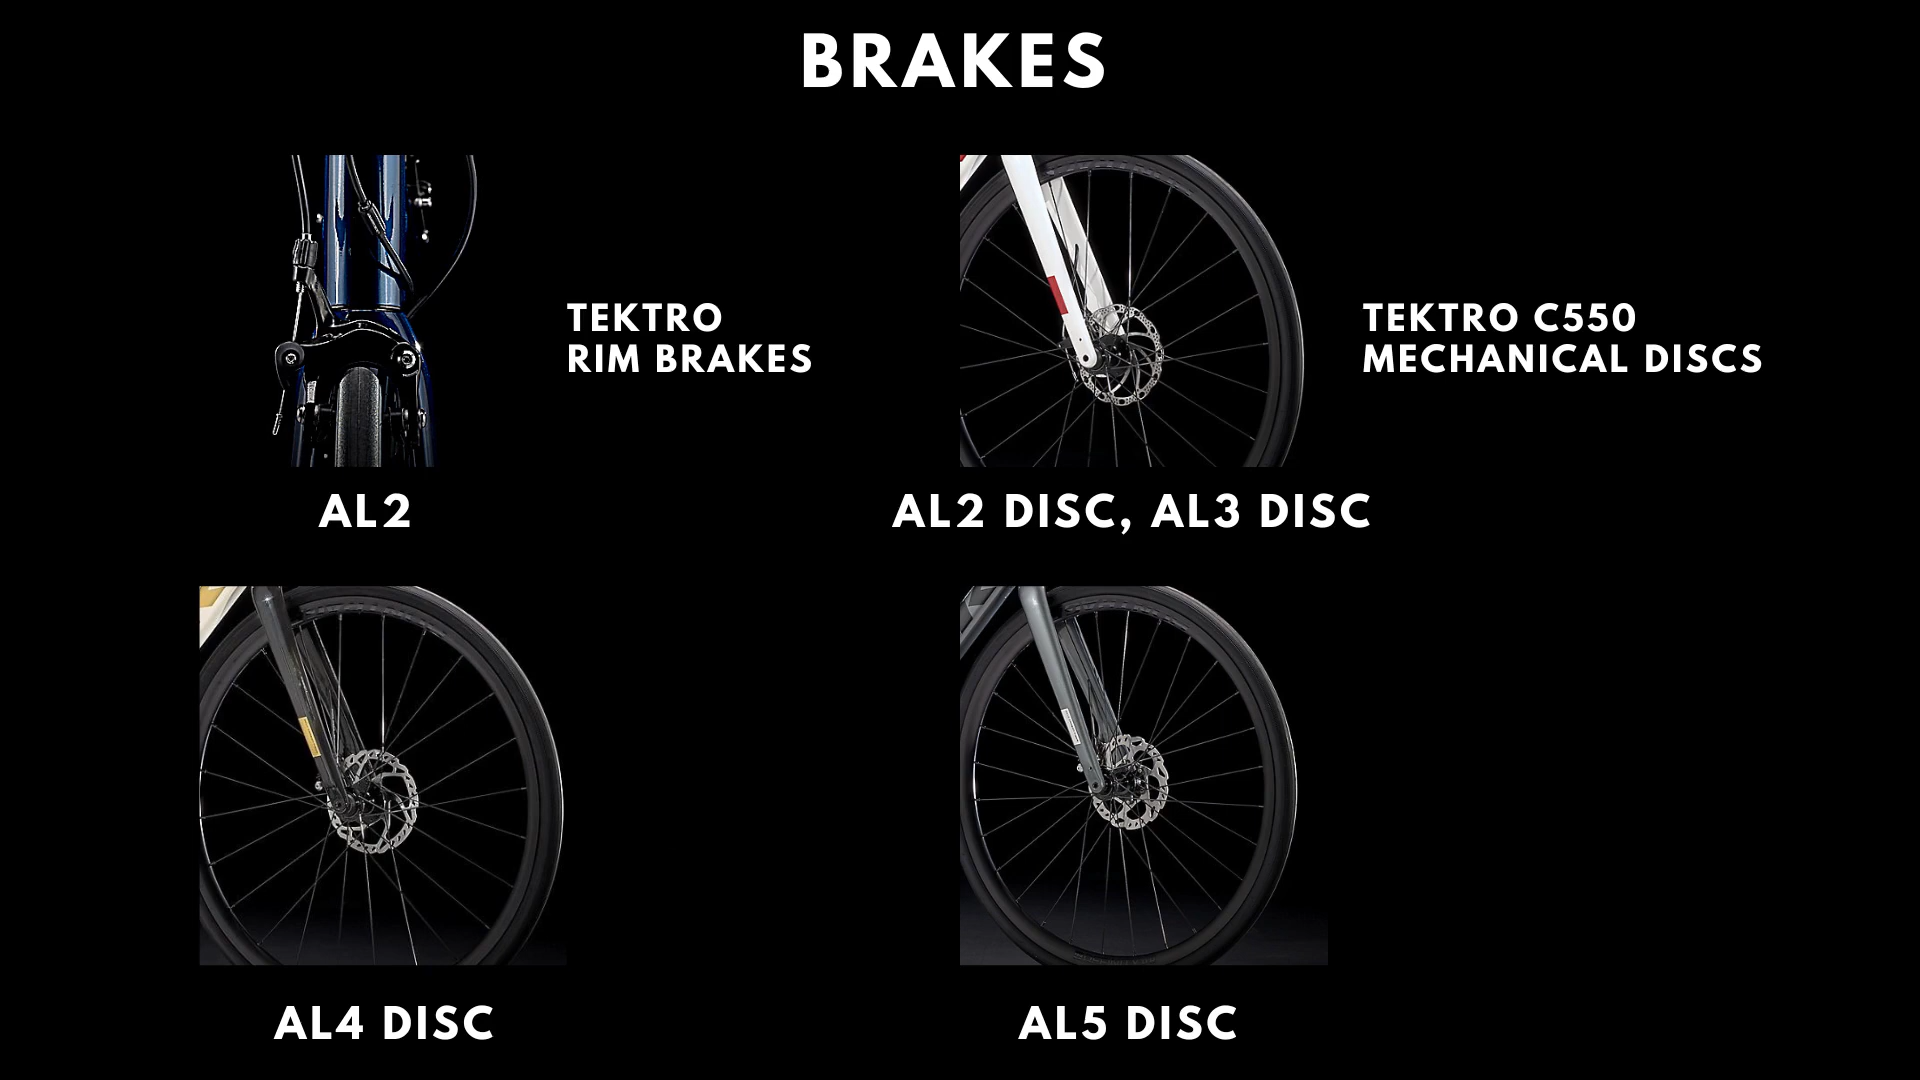 BRAKES
TEKTRO
RIM BRAKES
TEKTRO C550
MECHANICAL DISCS
AL2
AL2 DISC, AL3 DISC
AL4 DISC
AL5 DISC